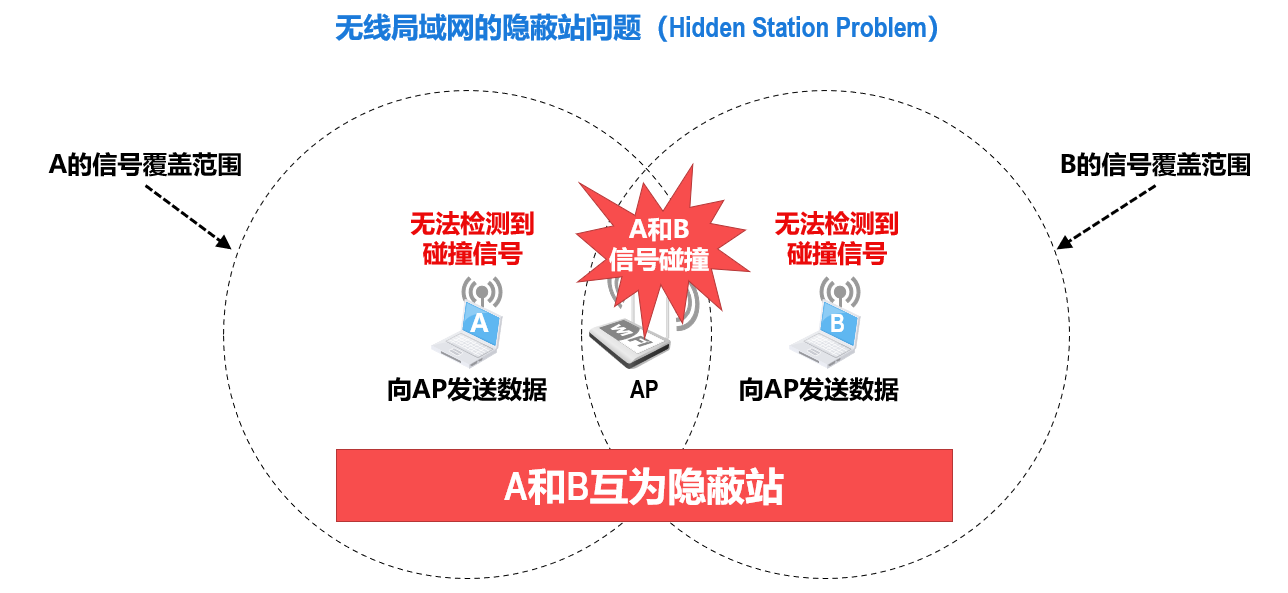 无线局域网的隐蔽站问题（Hidden Station Problem）
A的信号覆盖范围
B的信号覆盖范围
无法检测到
碰撞信号
A和B
信号碰撞
无法检测到
碰撞信号
A
WiFi
B
向AP发送数据
AP
向AP发送数据
A和B互为隐蔽站